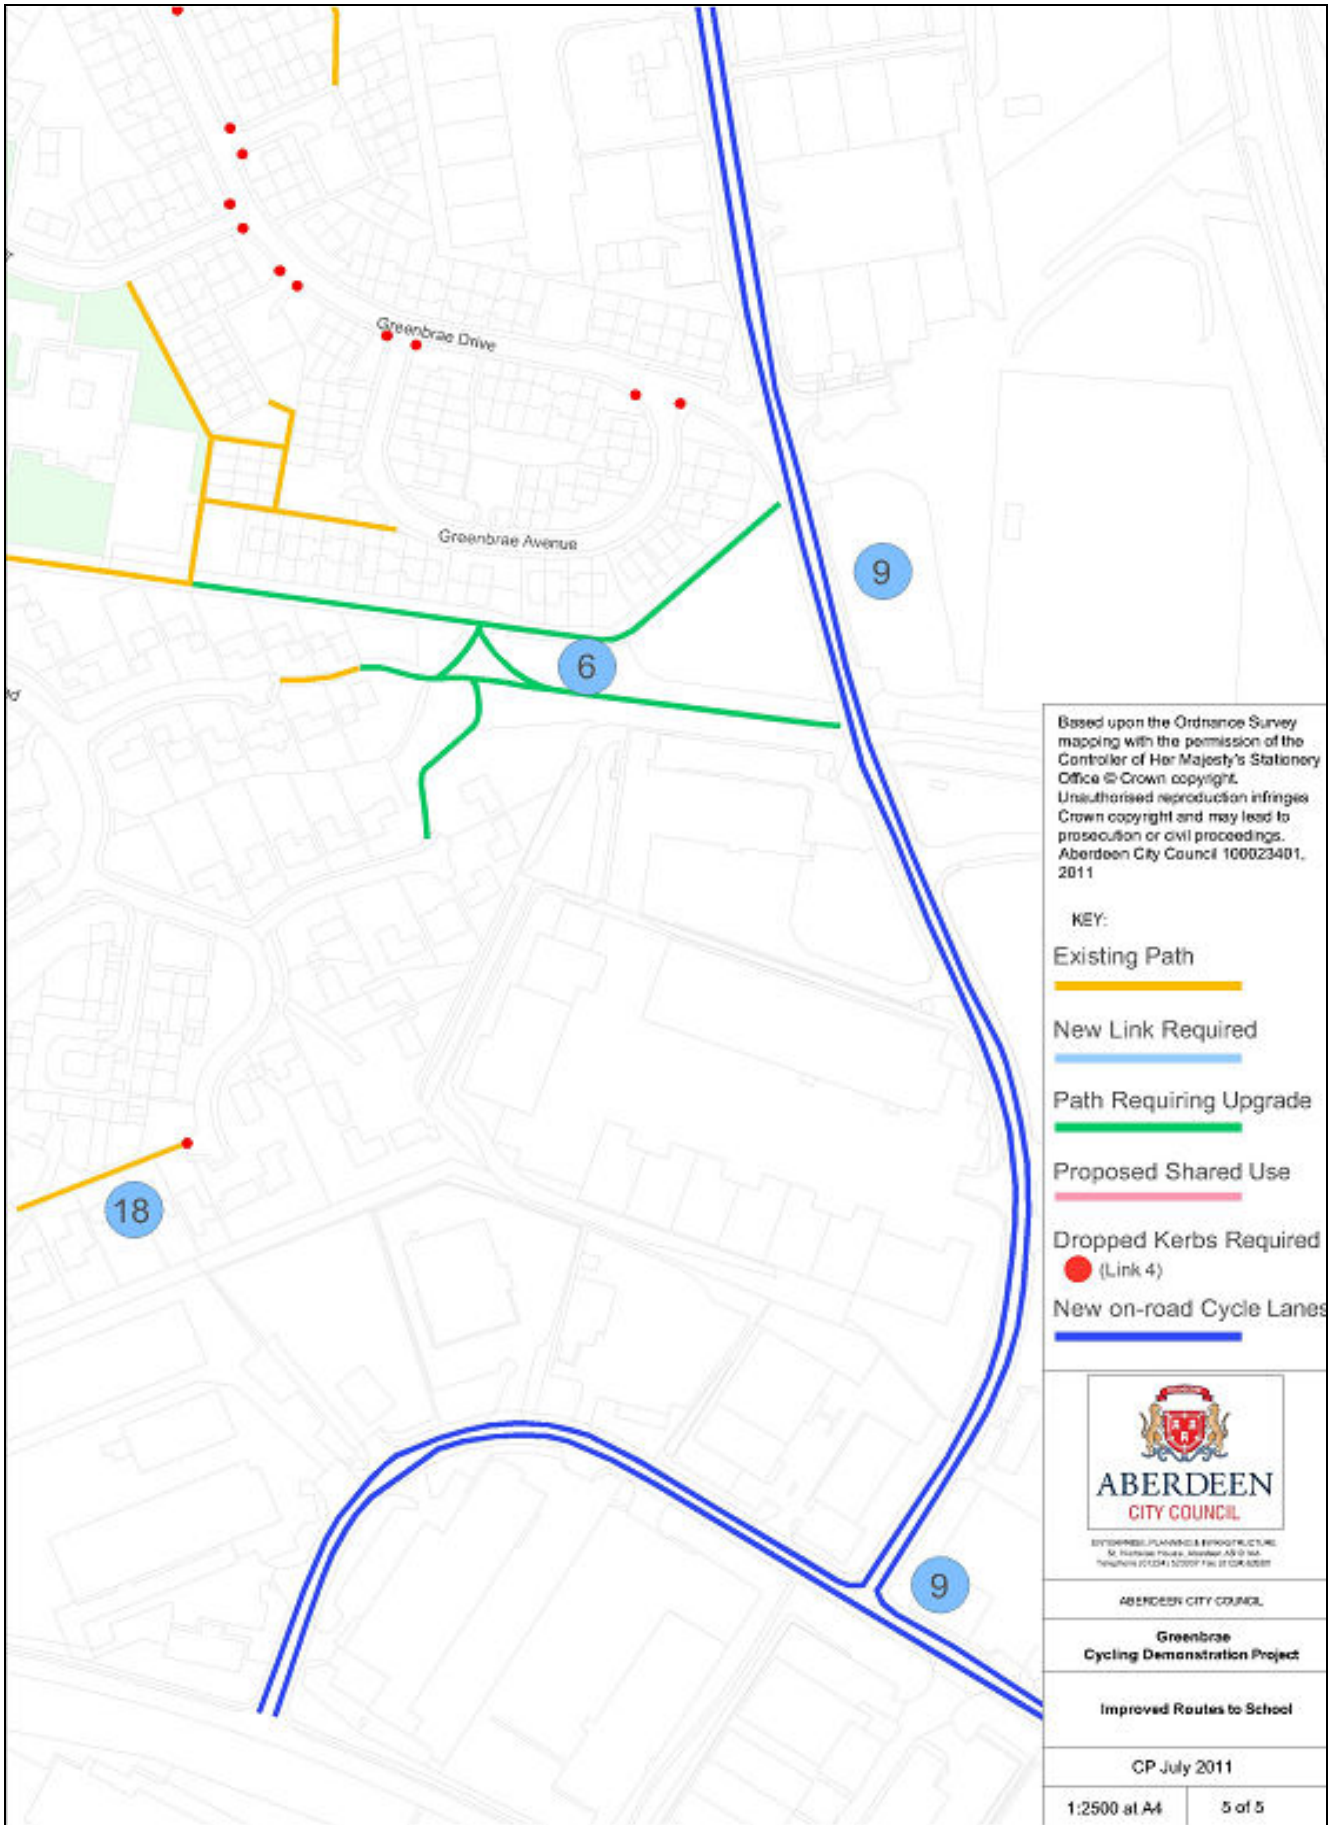 Greenbrae Drive
Greenbrae Avenue
9
6
18
9
Based upon the Ordnance Survey
mapping with the permission of the
Controller of Her Majesty's Stationery
Office © Crown copyright.
Unauthorised reproduction infringes
Crown copyright and may lead to
prosecution or civil proceedings.
Aberdeen City Council 100023401,
2011
KEY:
Existing Path
New Link Required
Path Requiring Upgrade
Proposed Shared Use
Dropped Kerbs Required
(Link 4)
New on-road Cycle Lanes
ABERDEEN
CITY COUNCIL
ENTERPRISE, PLANNING & INFRASTRUCTURE
ABERDEEN CITY COUNCIL
Greenbrae
Cycling Demonstration Project
Improved Routes to School
CP July 2011
1:2500 at A4
5 of 5